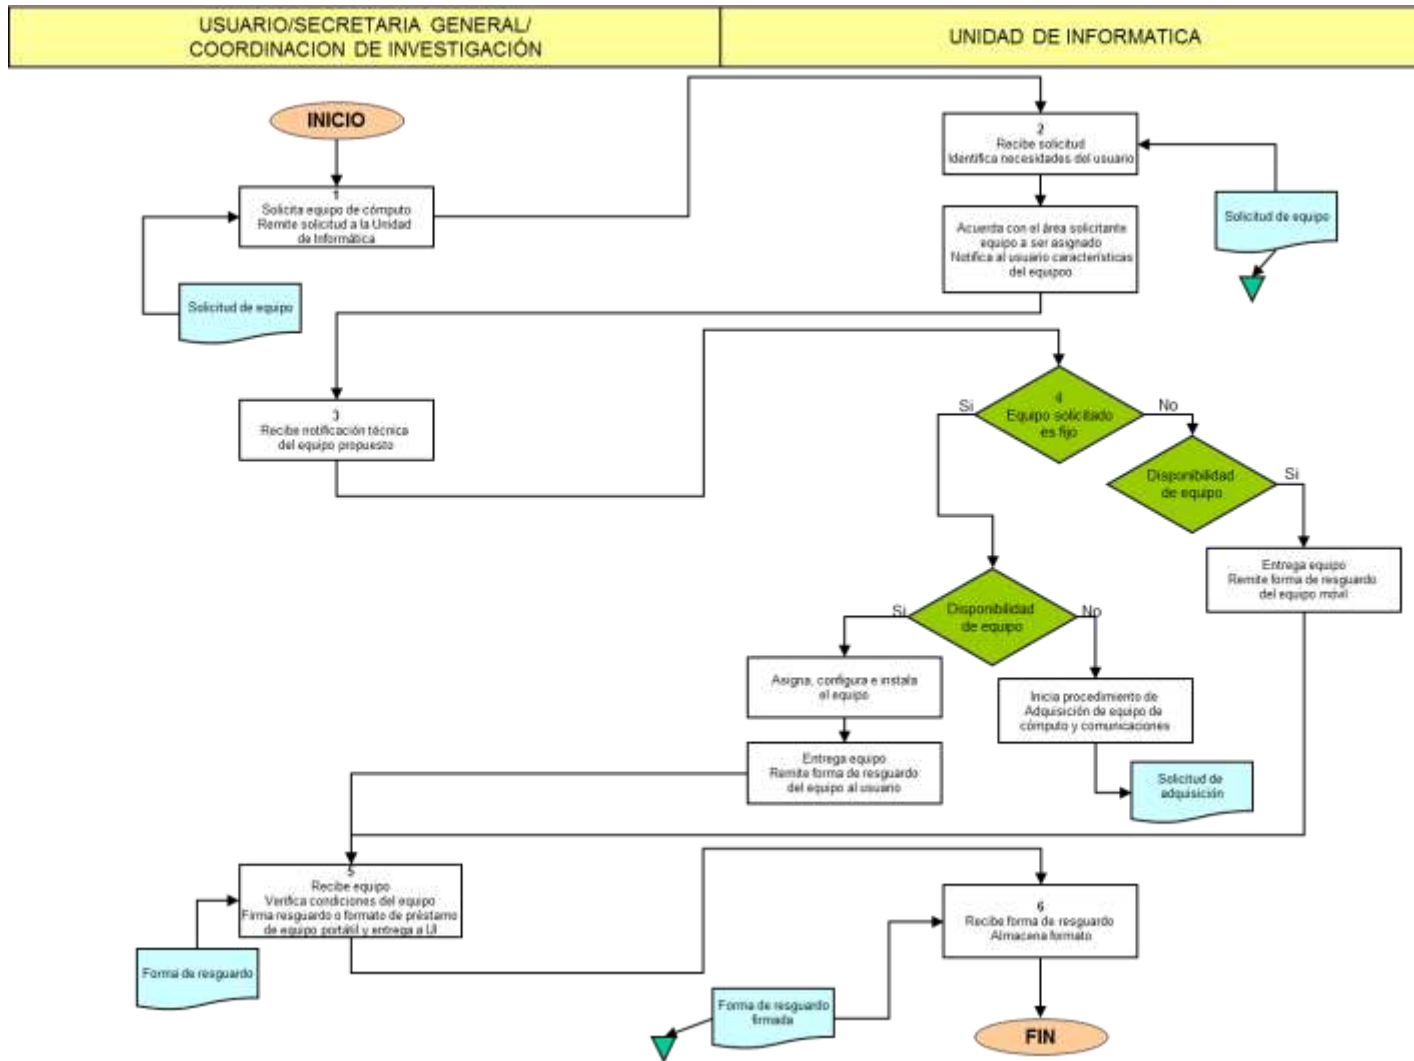 USUARIO/SECRETARIA GENERAL/
COORDINACION DE INVESTIGACIÓN
UNIDAD DE INFORMATICA
INICIO
1
Solicita equipo de cómputo
Remite solicitud a la Unidad
de Informática
Solicitud de equipo
2
Recibe solicitud
Identifica necesidades del usuario
Solicitud de equipo
Acuerda con el área solicitante
equipo a ser asignado
Notifica al usuario características
del equipoo
3
Recibe notificación técnica
del equipo propuesto
4
Equipo solicitado
es fijo
Si
No
Disponibilidad
de equipo
Si
Entrega equipo
Remite forma de resguardo
del equipo móvil
Disponibilidad
de equipo
Si
No
Asigna, configura e instala
el equipo
Inicia procedimiento de
Adquisición de equipo de
cómputo y comunicaciones
Entrega equipo
Remite forma de resguardo
del equipo al usuario
Solicitud de
adquisición
5
Recibe equipo
Verifica condiciones del equipo
Firma resguardo o formato de préstamo
de equipo portátil y entrega a UI
Forma de resguardo
6
Recibe forma de resguardo
Almacena formato
Forma de resguardo
firmada
FIN